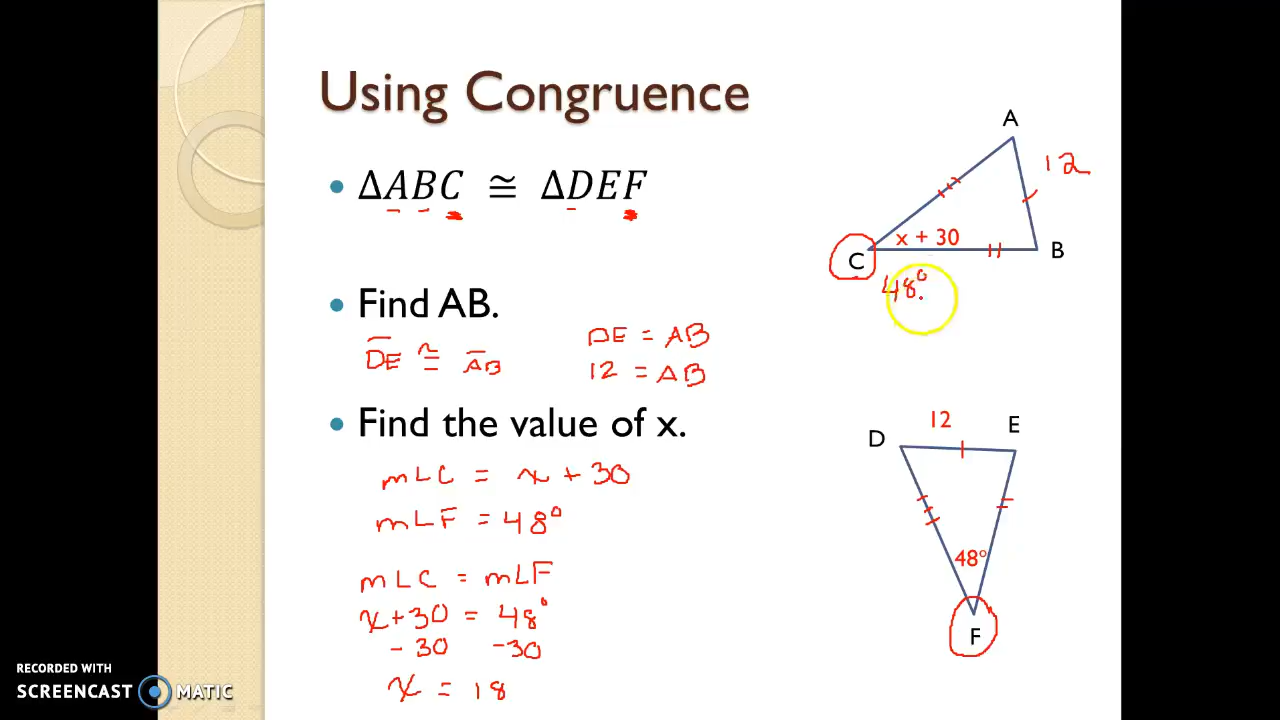 Using Congruence
• ΔABC ≅ ΔDEF
• Find AB.
DE ≅ AB
DE = AB
12 = AB
• Find the value of x.
m∠C = x + 30
m∠F = 48°
m∠C = m∠F
x+30 = 48°
- 30 -30
x = 18
A
12
x + 30
C
B
48°
12
D
E
48°
F
RECORDED WITH
SCREENCAST MATIC